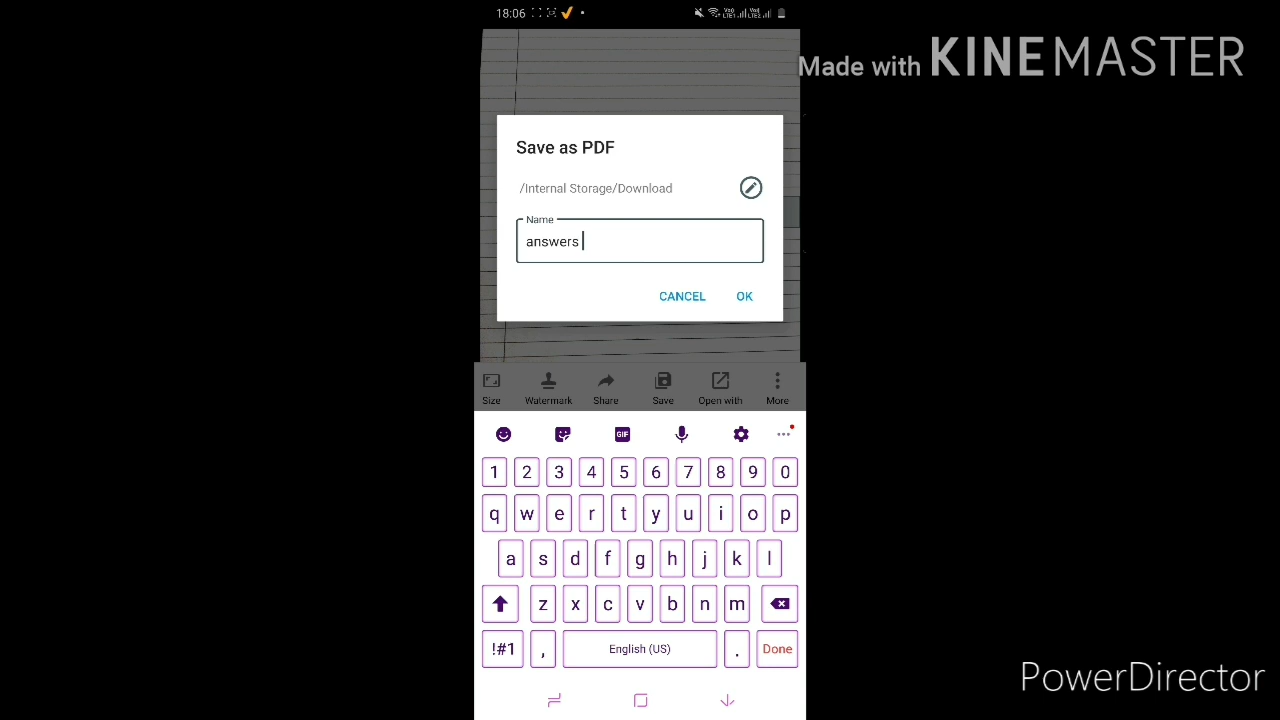 18:06
Made with KINEMASTER
Save as PDF
/Internal Storage/Download
Name
answers
CANCEL OK
Size Watermark Share Save Open with More
GIF
1 2 3 4 5 6 7 8 9 0
q w e r t y u i o p
a s d f g h j k l
z x c v b n m
!#1 , English (US) . Done
PowerDirector